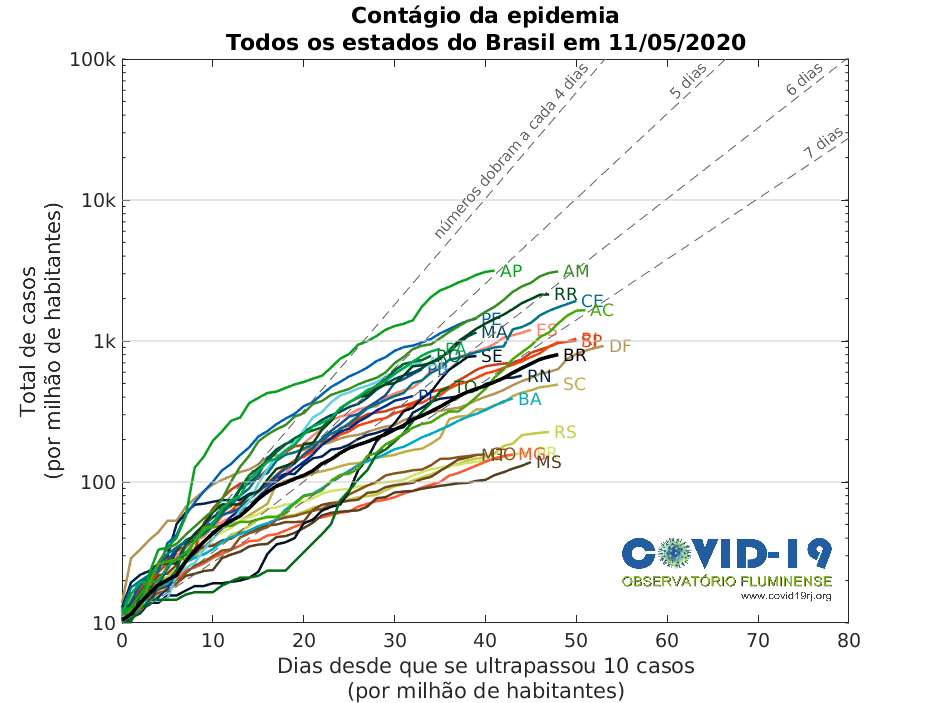 Contágio da epidemia
Todos os estados do Brasil em 11/05/2020
Total de casos
(por milhão de habitantes)
100k
10k
1k
100
10
números dobram a cada 4 dias
5 dias
6 dias
7 dias
AP
AM
RR
CE
AC
PE
MA
ES
RJ
SP
DF
PA
RO
SE
BR
PB
RN
TO
SC
PI
BA
RS
MT
GO
MG
PR
MS
COVID-19
OBSERVATÓRIO FLUMINENSE
www.covid19rj.org
0
10
20
30
40
50
60
70
80
Dias desde que se ultrapassou 10 casos
(por milhão de habitantes)